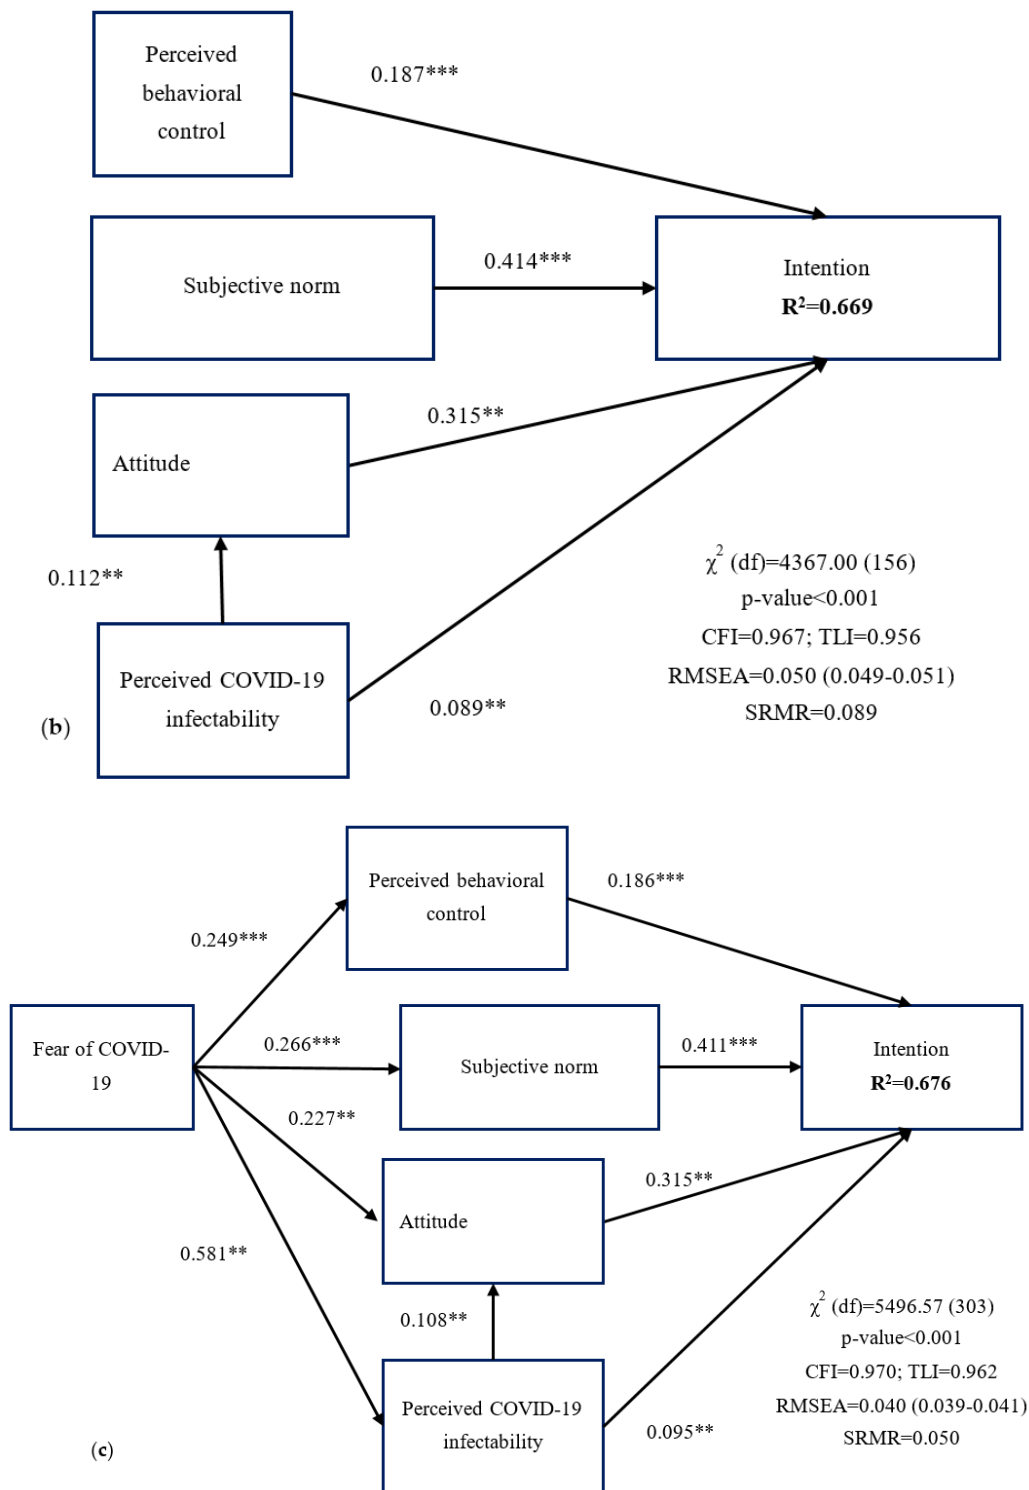 Perceived
behavioral
control
0.187***
Subjective norm
0.414***
Intention
R²=0.669
Attitude
0.315**
0.112**
Perceived COVID-19
infectability
0.089**
χ² (df)=4367.00 (156)
p-value<0.001
CFI=0.967; TLI=0.956
RMSEA=0.050 (0.049-0.051)
SRMR=0.089
(b)
Perceived behavioral
control
0.186***
0.249***
Fear of COVID-
19
0.266***
Subjective norm
0.411***
Intention
R²=0.676
0.227**
Attitude
0.315**
0.581**
0.108**
Perceived COVID-19
infectability
0.095**
χ² (df)=5496.57 (303)
p-value<0.001
CFI=0.970; TLI=0.962
RMSEA=0.040 (0.039-0.041)
SRMR=0.050
(c)